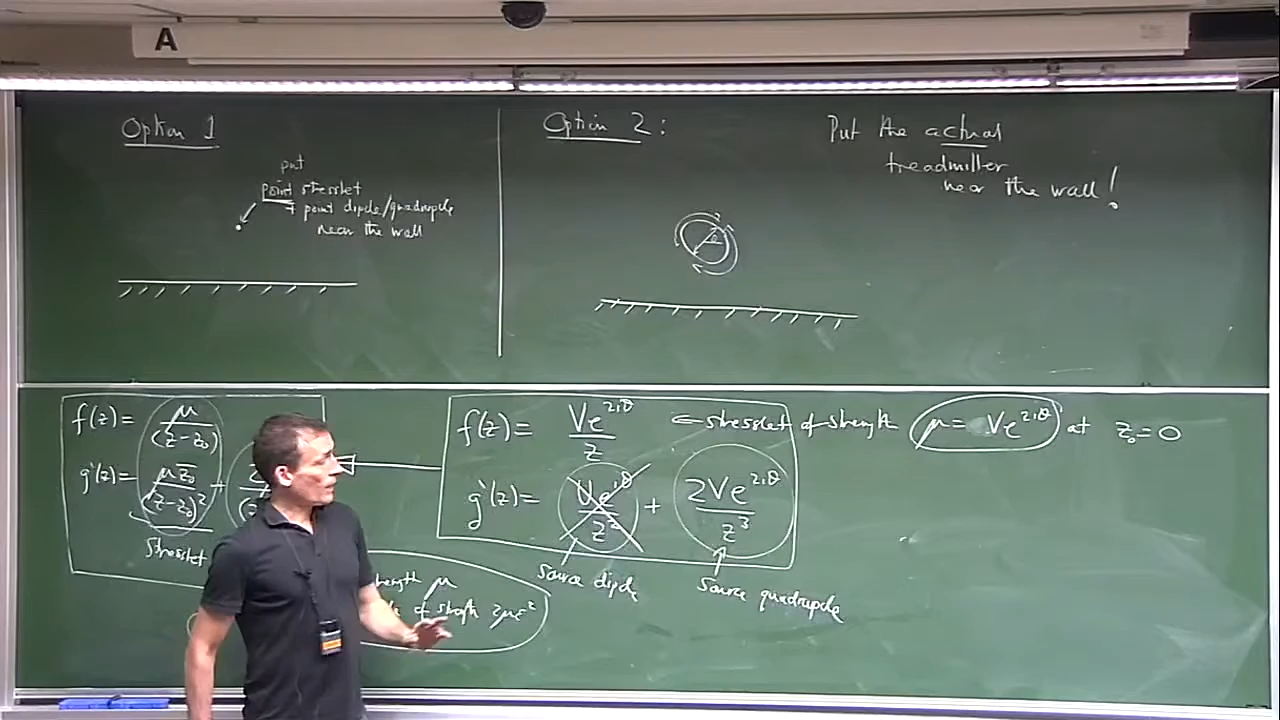 A
Option 1
put
point stresslet
+ point dipole/quadrupole
near the wall
Option 2:
Put the actual
treadmiller
near the wall!
ε
f(z) = μ/(z-z₀)
g'(z) = μz̄₀/(z-z₀)² +
stresslet
μ
of strength 2με²
f(z) = Ve^{2iθ}/z
← stresslet of strength μ = Ve^{2iθ} at z₀=0
g'(z) = Ue^{iθ}/z² + 2Ve^{2iθ}/z³
source dipole
source quadrupole